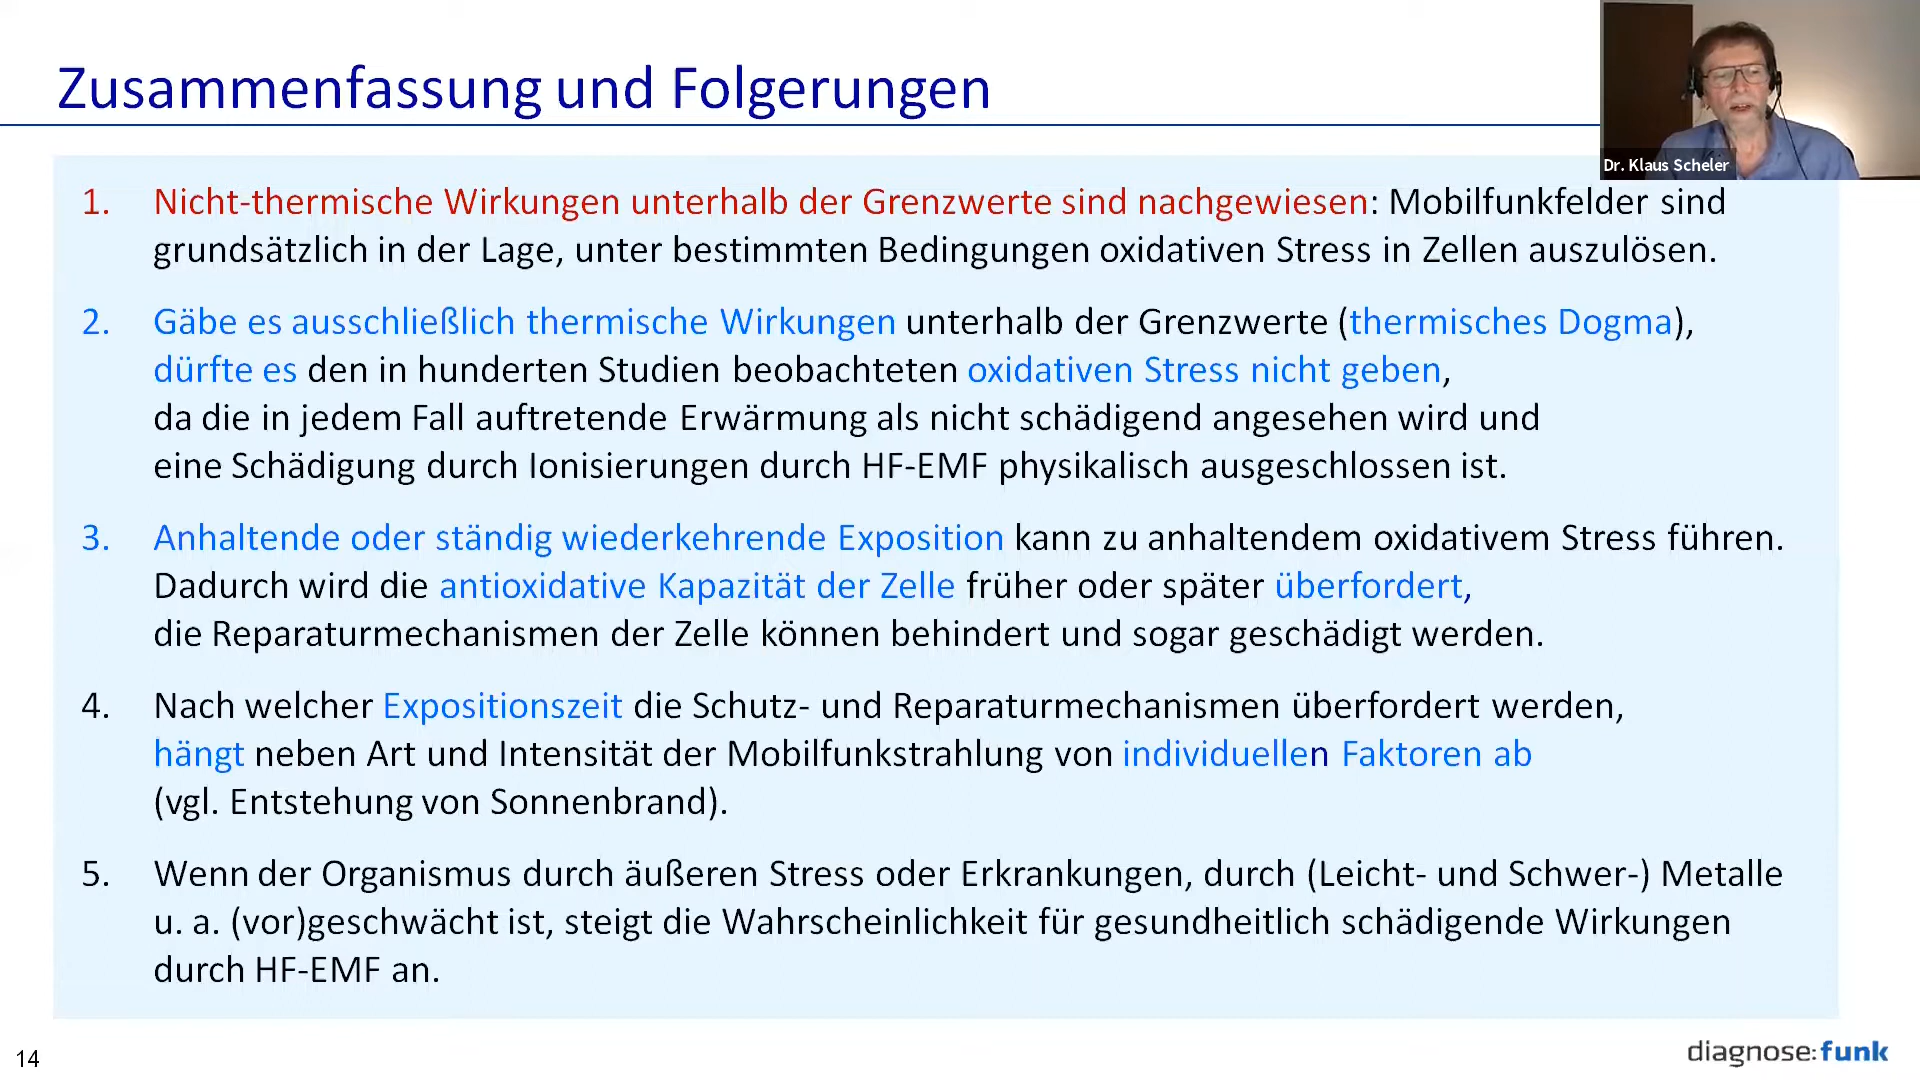 Zusammenfassung und Folgerungen
Dr. Klaus Scheler
1. Nicht-thermische Wirkungen unterhalb der Grenzwerte sind nachgewiesen: Mobilfunkfelder sind
grundsätzlich in der Lage, unter bestimmten Bedingungen oxidativen Stress in Zellen auszulösen.
2. Gäbe es ausschließlich thermische Wirkungen unterhalb der Grenzwerte (thermisches Dogma),
dürfte es den in hunderten Studien beobachteten oxidativen Stress nicht geben,
da die in jedem Fall auftretende Erwärmung als nicht schädigend angesehen wird und
eine Schädigung durch Ionisierungen durch HF-EMF physikalisch ausgeschlossen ist.
3. Anhaltende oder ständig wiederkehrende Exposition kann zu anhaltendem oxidativem Stress führen.
Dadurch wird die antioxidative Kapazität der Zelle früher oder später überfordert,
die Reparaturmechanismen der Zelle können behindert und sogar geschädigt werden.
4. Nach welcher Expositionszeit die Schutz- und Reparaturmechanismen überfordert werden,
hängt neben Art und Intensität der Mobilfunkstrahlung von individuellen Faktoren ab
(vgl. Entstehung von Sonnenbrand).
5. Wenn der Organismus durch äußeren Stress oder Erkrankungen, durch (Leicht- und Schwer-) Metalle
u. a. (vor)geschwächt ist, steigt die Wahrscheinlichkeit für gesundheitlich schädigende Wirkungen
durch HF-EMF an.
14
diagnose:funk